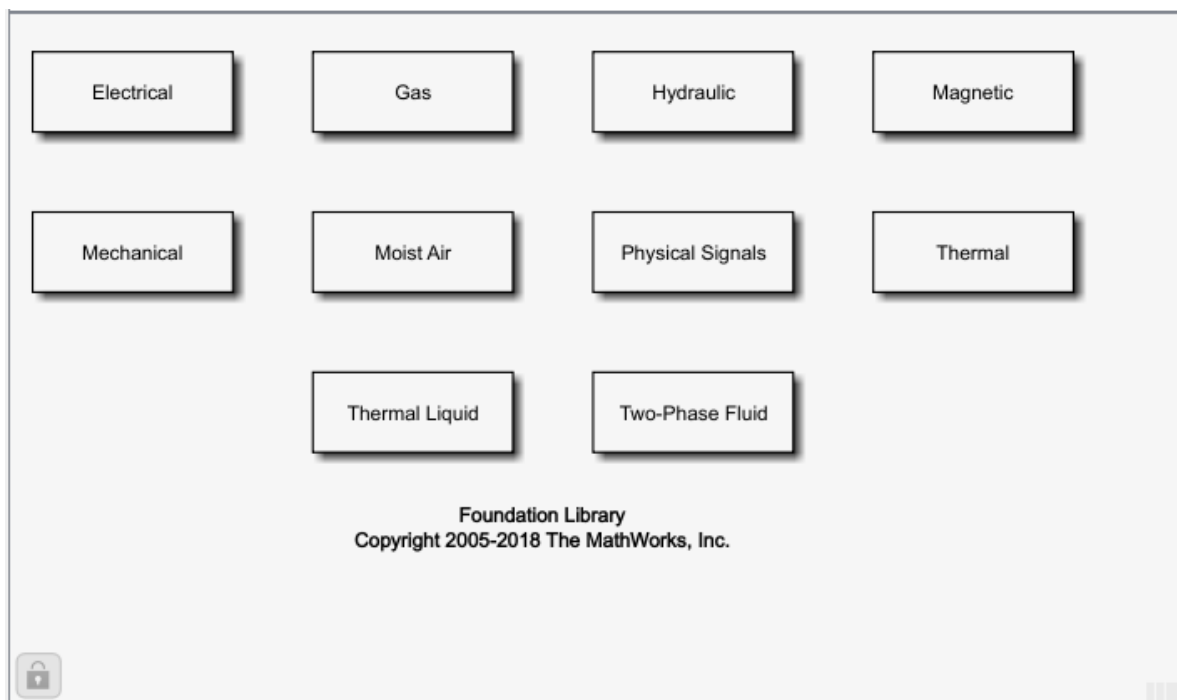 Electrical
Gas
Hydraulic
Magnetic
Mechanical
Moist Air
Physical Signals
Thermal
Thermal Liquid
Two-Phase Fluid
Foundation Library
Copyright 2005-2018 The MathWorks, Inc.